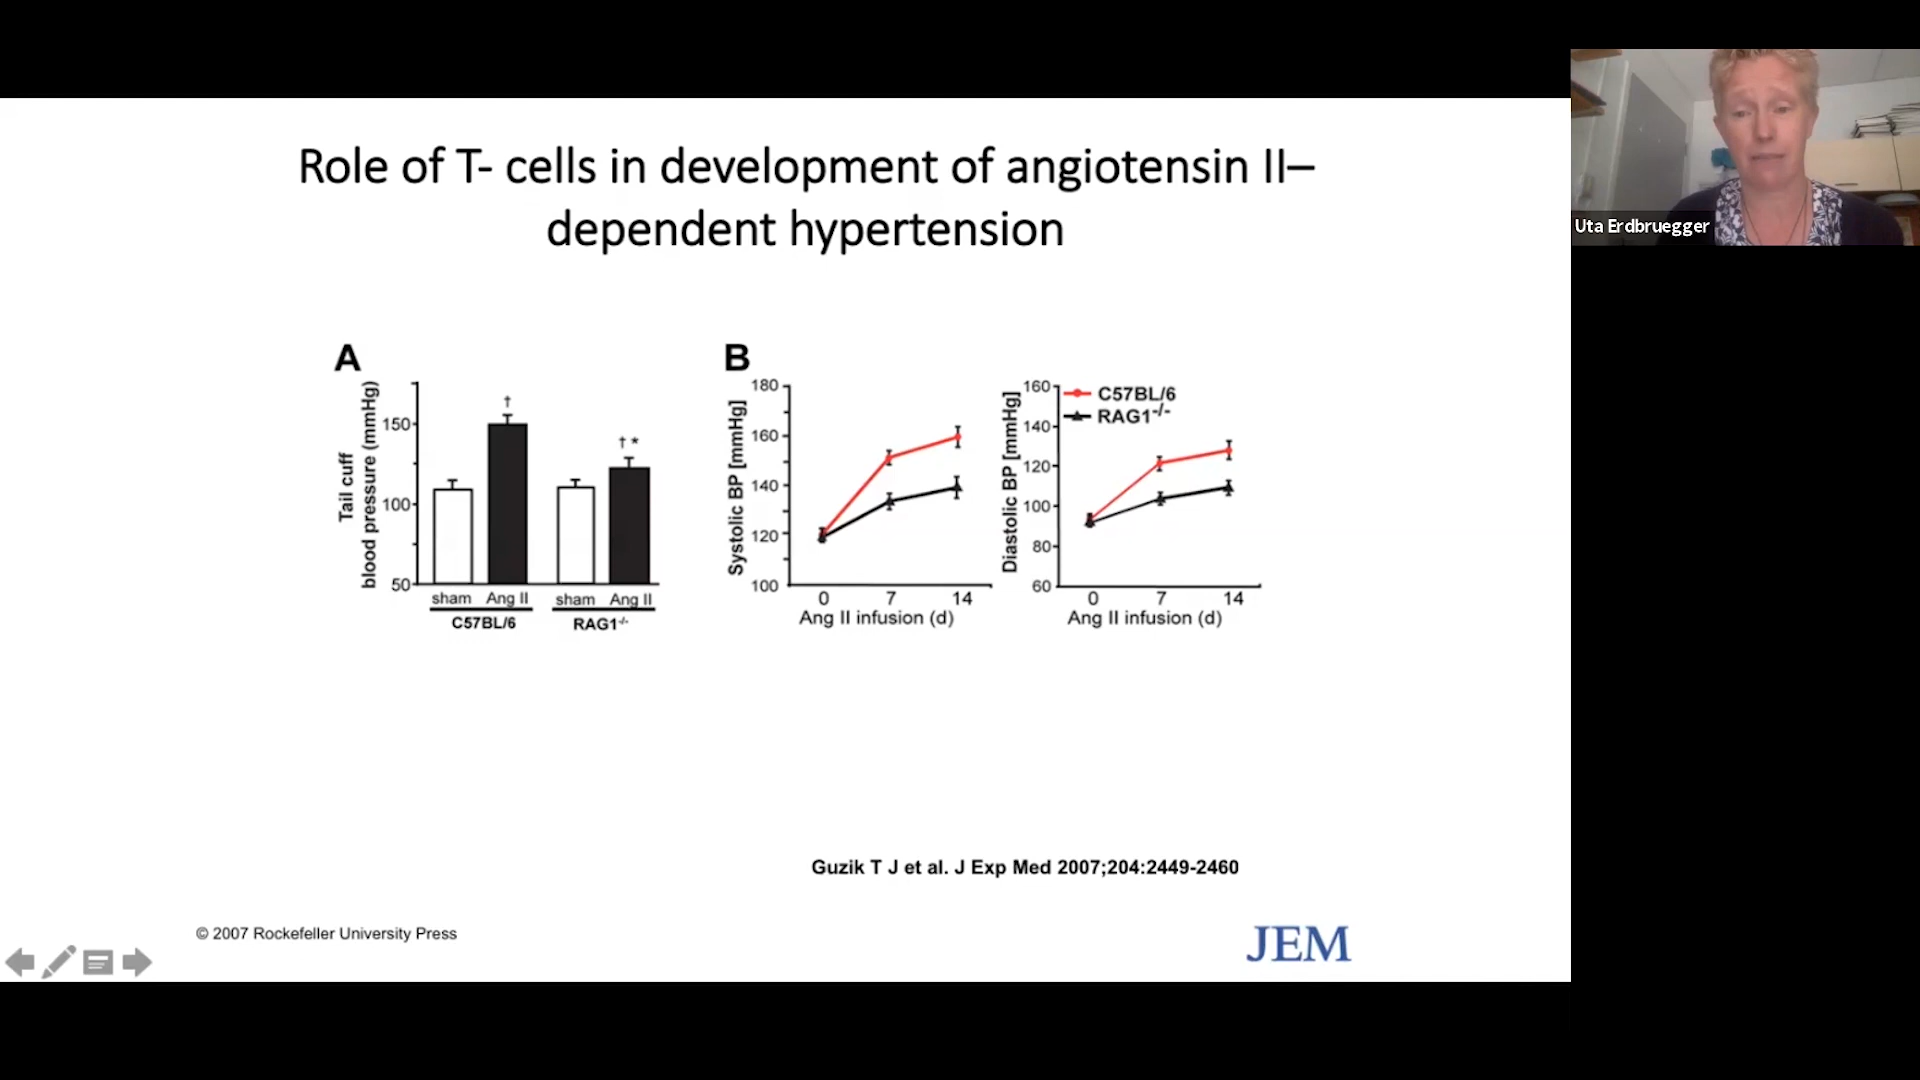 Role of T- cells in development of angiotensin II–
dependent hypertension
Uta Erdbruegger
A
Tail cuff
blood pressure (mmHg)
150
100
50
†
† *
sham Ang II sham Ang II
C57BL/6 RAG1-/-
B
Systolic BP [mmHg]
180
160
140
120
100
0 7 14
Ang II infusion (d)
Diastolic BP [mmHg]
160
140
120
100
80
60
C57BL/6
RAG1-/-
0 7 14
Ang II infusion (d)
Guzik T J et al. J Exp Med 2007;204:2449-2460
© 2007 Rockefeller University Press
JEM